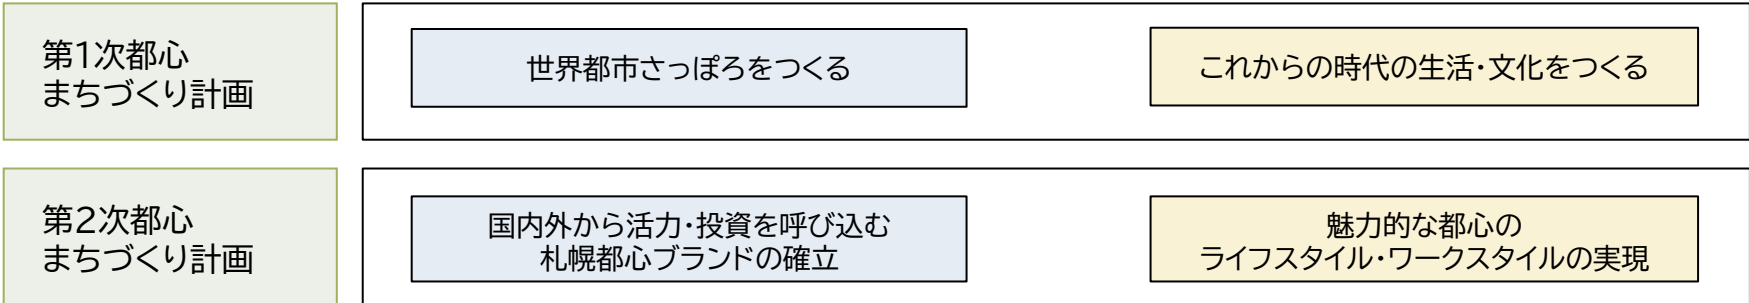 第1次都心
まちづくり計画
世界都市さっぽろをつくる
これからの時代の生活・文化をつくる
第2次都心
まちづくり計画
国内外から活力・投資を呼び込む
札幌都心ブランドの確立
魅力的な都心の
ライフスタイル・ワークスタイルの実現